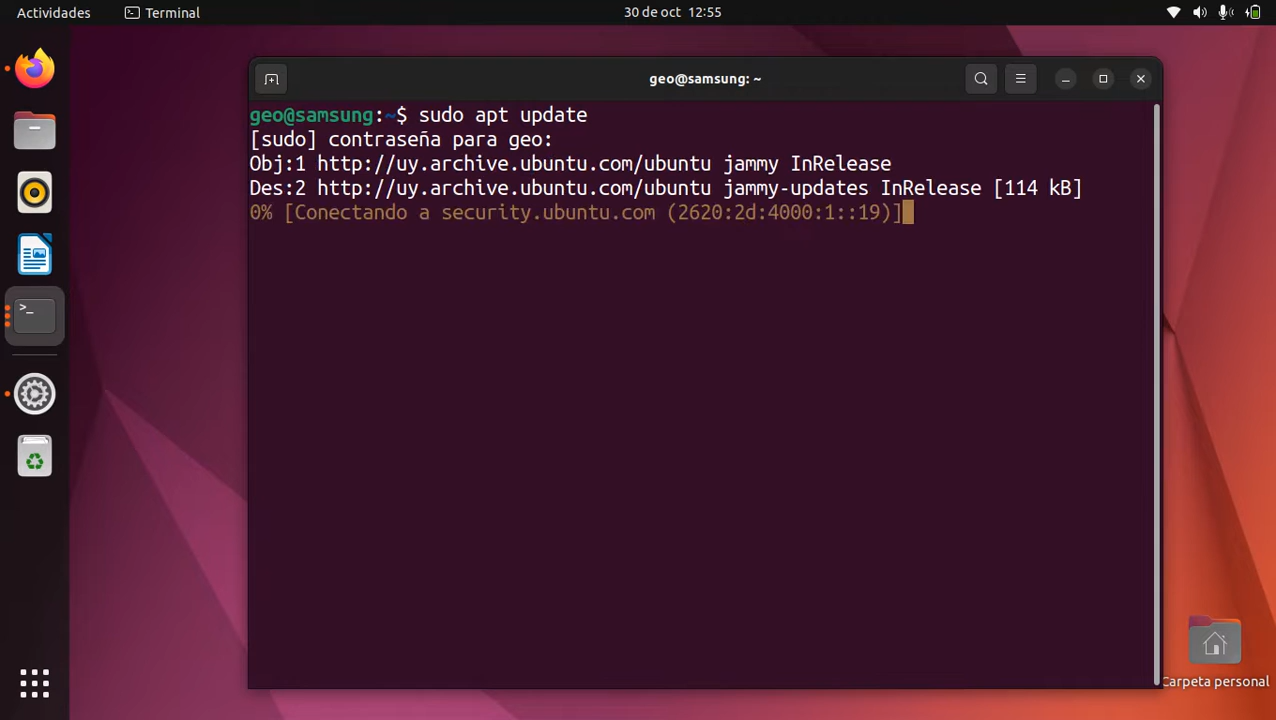 Actividades
Terminal
30 de oct 12:55
geo@samsung: ~
geo@samsung:~$ sudo apt update
[sudo] contraseña para geo:
Obj:1 http://uy.archive.ubuntu.com/ubuntu jammy InRelease
Des:2 http://uy.archive.ubuntu.com/ubuntu jammy-updates InRelease [114 kB]
0% [Conectando a security.ubuntu.com (2620:2d:4000:1::19)]
>_
Carpeta personal